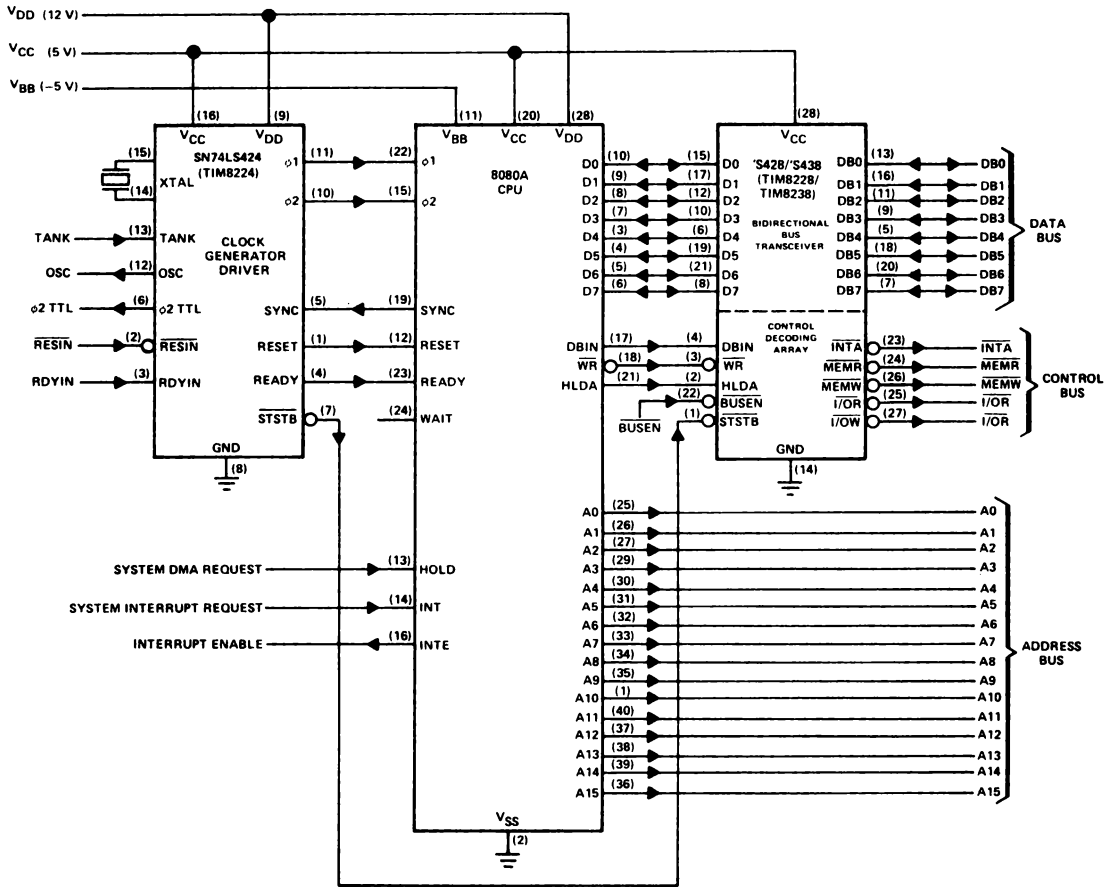 VDD (12 V)
VCC (5 V)
VBB (−5 V)
(16)
(9)
(11)
(20)
(28)
(28)
VCC
VDD
SN74LS424
(TIM8224)
(15)
XTAL
(14)
TANK
(13)
TANK
OSC
(12)
OSC
ϕ2 TTL
(6)
ϕ2 TTL
RESIN
(2)
RESIN
RDYIN
(3)
RDYIN
CLOCK
GENERATOR
DRIVER
ϕ1
(11)
ϕ2
(10)
SYNC
(5)
RESET
(1)
READY
(4)
STSTB
(7)
GND
(8)
VBB
VCC
VDD
8080A
CPU
(22)
ϕ1
(15)
ϕ2
(19)
SYNC
(12)
RESET
(23)
READY
(24)
WAIT
SYSTEM DMA REQUEST
(13)
HOLD
SYSTEM INTERRUPT REQUEST
(14)
INT
INTERRUPT ENABLE
(16)
INTE
VSS
(2)
D0 (10) (15) D0
D1 (9) (17) D1
D2 (8) (12) D2
D3 (7) (10) D3
D4 (3) (6) D4
D5 (4) (19) D5
D6 (5) (21) D6
D7 (6) (8) D7
DBIN (17) (4) DBIN
WR (18) (3) WR
HLDA (21) (2) HLDA
(22) BUSEN
BUSEN
(1) STSTB
VCC
'S428/'S438
(TIM8228/
TIM8238)
BIDIRECTIONAL
BUS
TRANSCEIVER
CONTROL
DECODING
ARRAY
GND
(14)
DB0 (13) DB0
DB1 (16) DB1
DB2 (11) DB2
DB3 (9) DB3
DB4 (5) DB4
DB5 (18) DB5
DB6 (20) DB6
DB7 (7) DB7
DATA
BUS
INTA (23) INTA
MEMR (24) MEMR
MEMW (26) MEMW
I/OR (25) I/OR
I/OW (27) I/OR
CONTROL
BUS
A0 (25) A0
A1 (26) A1
A2 (27) A2
A3 (29) A3
A4 (30) A4
A5 (31) A5
A6 (32) A6
A7 (33) A7
A8 (34) A8
A9 (35) A9
A10 (1) A10
A11 (40) A11
A12 (37) A12
A13 (38) A13
A14 (39) A14
A15 (36) A15
ADDRESS
BUS